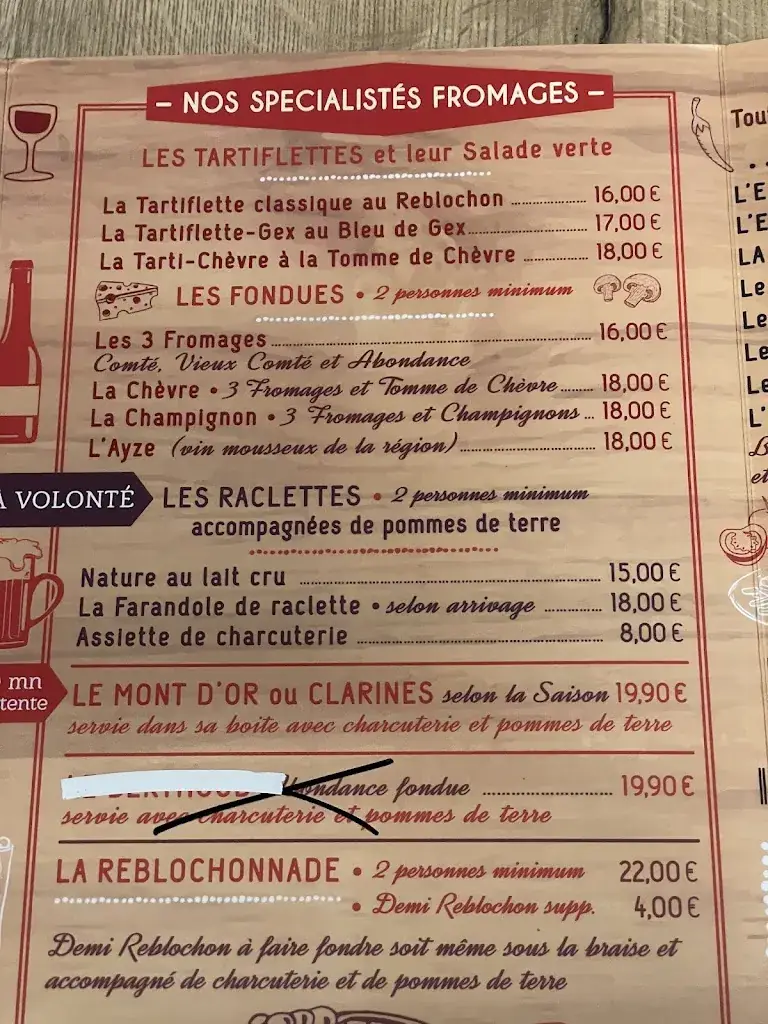 – NOS SPECIALISTÉS FROMAGES –
LES TARTIFLETTES et leur Salade verte
La Tartiflette classique au Reblochon ........ 16,00 €
La Tartiflette-Gex au Bleu de Gex........ 17,00 €
La Tarti-Chèvre à la Tomme de Chèvre ........ 18,00 €
LES FONDUES • 2 personnes minimum
Les 3 Fromages ........ 16,00 €
Comté, Vieux Comté et Abondance
La Chèvre • 3 Fromages et Tomme de Chèvre ........ 18,00 €
La Champignon • 3 Fromages et Champignons ... 18,00 €
L'Ayze (vin mousseux de la région) ........ 18,00 €
À VOLONTÉ
LES RACLETTES • 2 personnes minimum
accompagnées de pommes de terre
Nature au lait cru ........ 15,00 €
La Farandole de raclette • selon arrivage ........ 18,00 €
Assiette de charcuterie ........ 8,00 €
mn
tente
LE MONT D'OR ou CLARINES selon la Saison 19,90 €
servie dans sa boite avec charcuterie et pommes de terre
Abondance fondue ........ 19,90 €
servie avec charcuterie et pommes de terre
LA REBLOCHONNADE • 2 personnes minimum 22,00 €
• Demi Reblochon supp. 4,00 €
Demi Reblochon à faire fondre soit même sous la braise et
accompagné de charcuterie et de pommes de terre
Tou
L'E
L'E
LA
Le
Le
Le
Le
L'
et